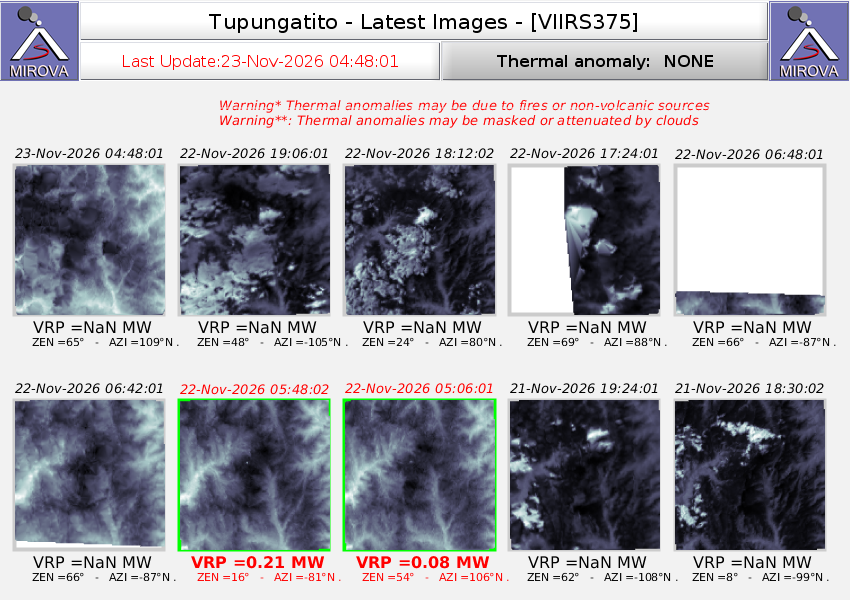 Tupungatito - Latest Images - [VIIRS375]
MIROVA
Last Update:23-Nov-2026 04:48:01
Thermal anomaly: NONE
MIROVA
Warning* Thermal anomalies may be due to fires or non-volcanic sources
Warning**: Thermal anomalies may be masked or attenuated by clouds
23-Nov-2026 04:48:01 22-Nov-2026 19:06:01 22-Nov-2026 18:12:02 22-Nov-2026 17:24:01 22-Nov-2026 06:48:01
VRP =NaN MW VRP =NaN MW VRP =NaN MW VRP =NaN MW VRP =NaN MW
ZEN =65° - AZI =109°N . ZEN =48° - AZI =-105°N . ZEN =24° - AZI =80°N . ZEN =69° - AZI =88°N . ZEN =66° - AZI =-87°N .
22-Nov-2026 06:42:01 22-Nov-2026 05:48:02 22-Nov-2026 05:06:01 21-Nov-2026 19:24:01 21-Nov-2026 18:30:02
VRP =NaN MW VRP =0.21 MW VRP =0.08 MW VRP =NaN MW VRP =NaN MW
ZEN =66° - AZI =-87°N . ZEN =16° - AZI =-81°N . ZEN =54° - AZI =106°N . ZEN =62° - AZI =-108°N . ZEN =8° - AZI =-99°N .